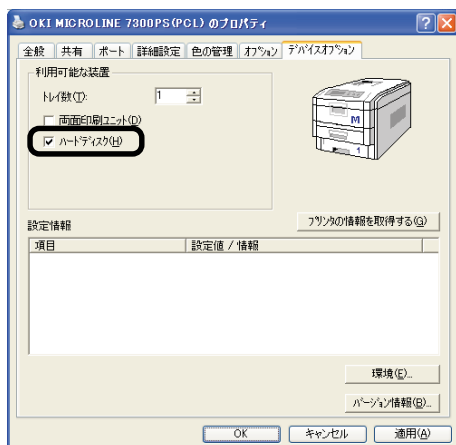 OKI MICROLINE 7300PS(PCL) のプロパティ
全般 共有 ポート 詳細設定 色の管理 オプション デバイスオプション
利用可能な装置
トレイ数(T): 1
両面印刷ユニット(D)
ハードディスク(H)
M
1
プリンタの情報を取得する(G)
設定情報
項目 設定値 / 情報
環境(E)...
バージョン情報(B)...
OK キャンセル 適用(A)